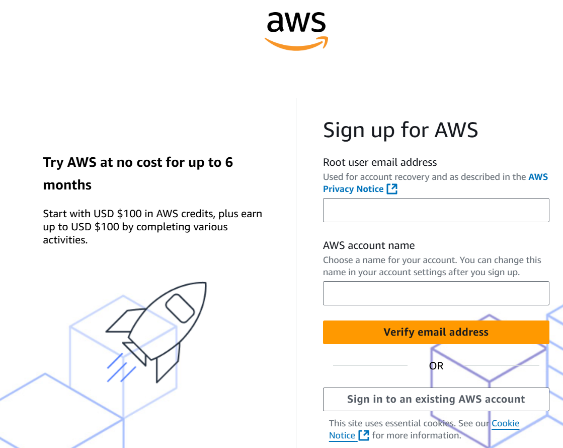 aws
Sign up for AWS
Try AWS at no cost for up to 6
months
Start with USD $100 in AWS credits, plus earn
up to USD $100 by completing various
activities.
Root user email address
Used for account recovery and as described in the AWS
Privacy Notice
AWS account name
Choose a name for your account. You can change this
name in your account settings after you sign up.
Verify email address
OR
Sign in to an existing AWS account
This site uses essential cookies. See our Cookie
Notice for more information.